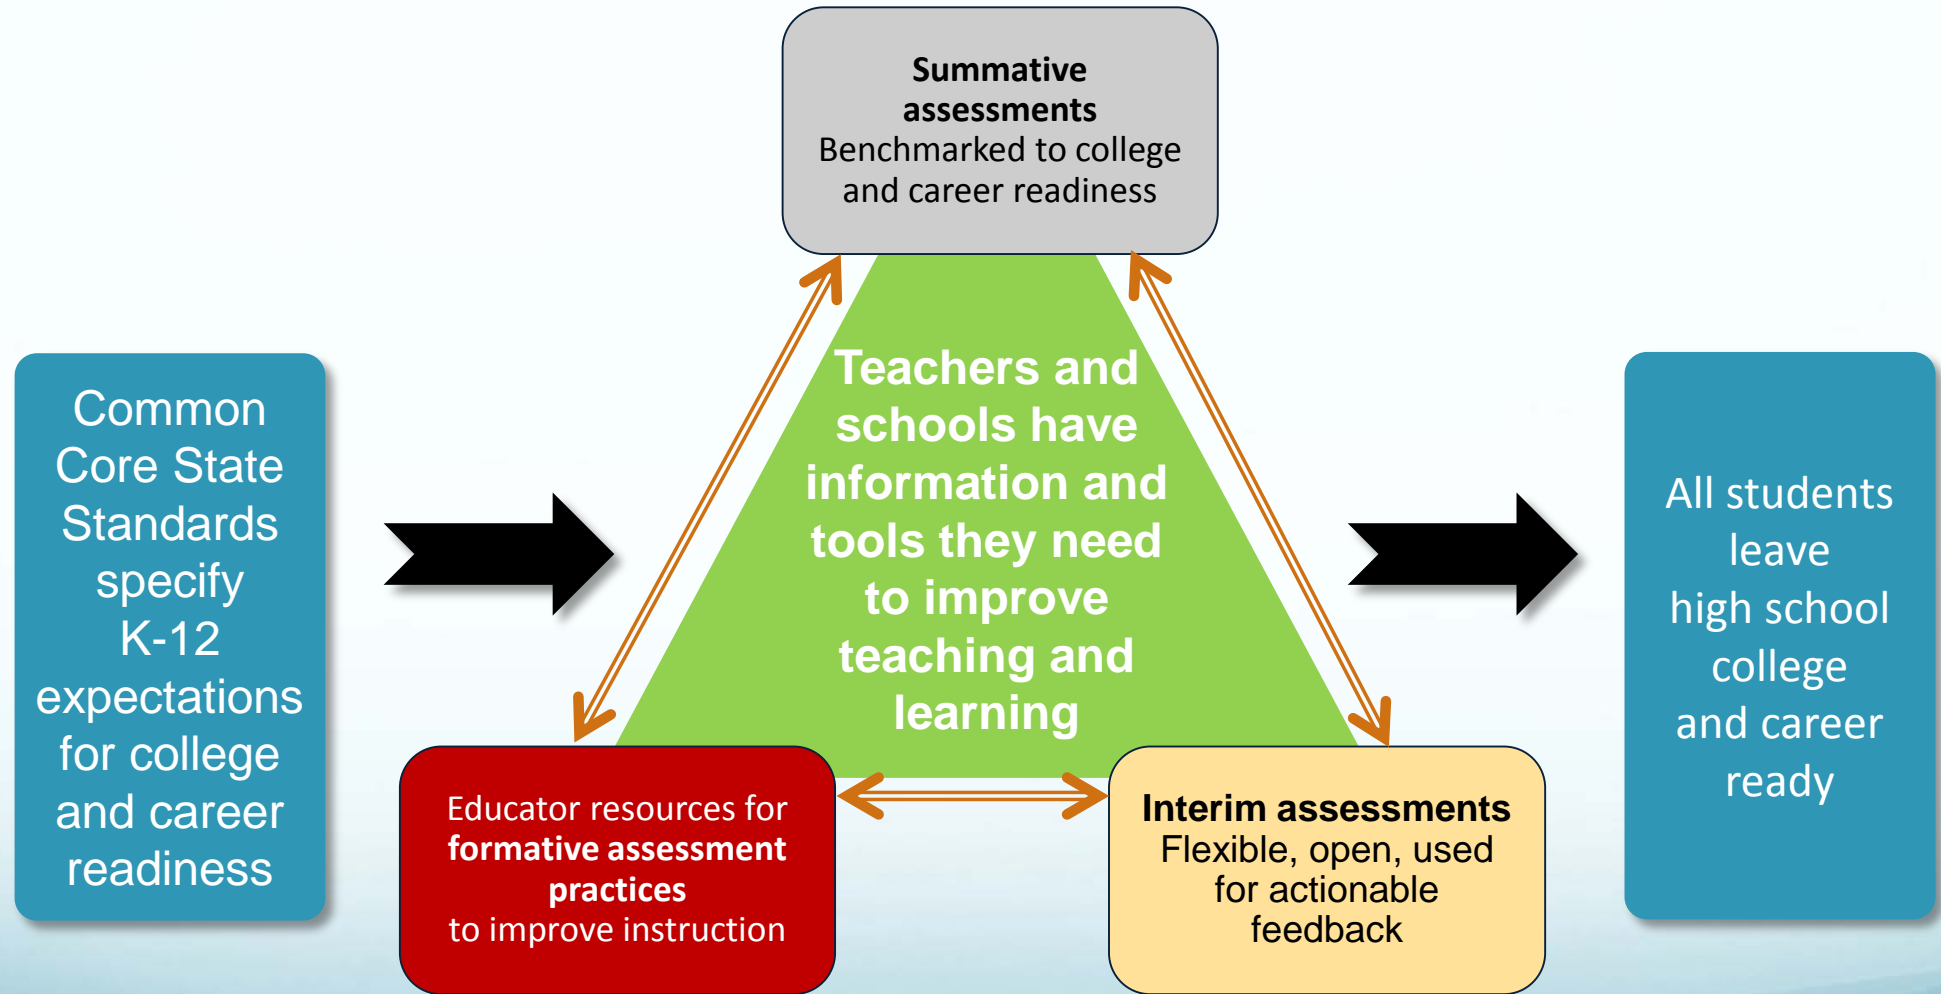 Common
Core State
Standards
specify
K-12
expectations
for college
and career
readiness
Summative
assessments
Benchmarked to college
and career readiness
Teachers and
schools have
information and
tools they need
to improve
teaching and
learning
Educator resources for
formative assessment
practices
to improve instruction
Interim assessments
Flexible, open, used
for actionable
feedback
All students
leave
high school
college
and career
ready